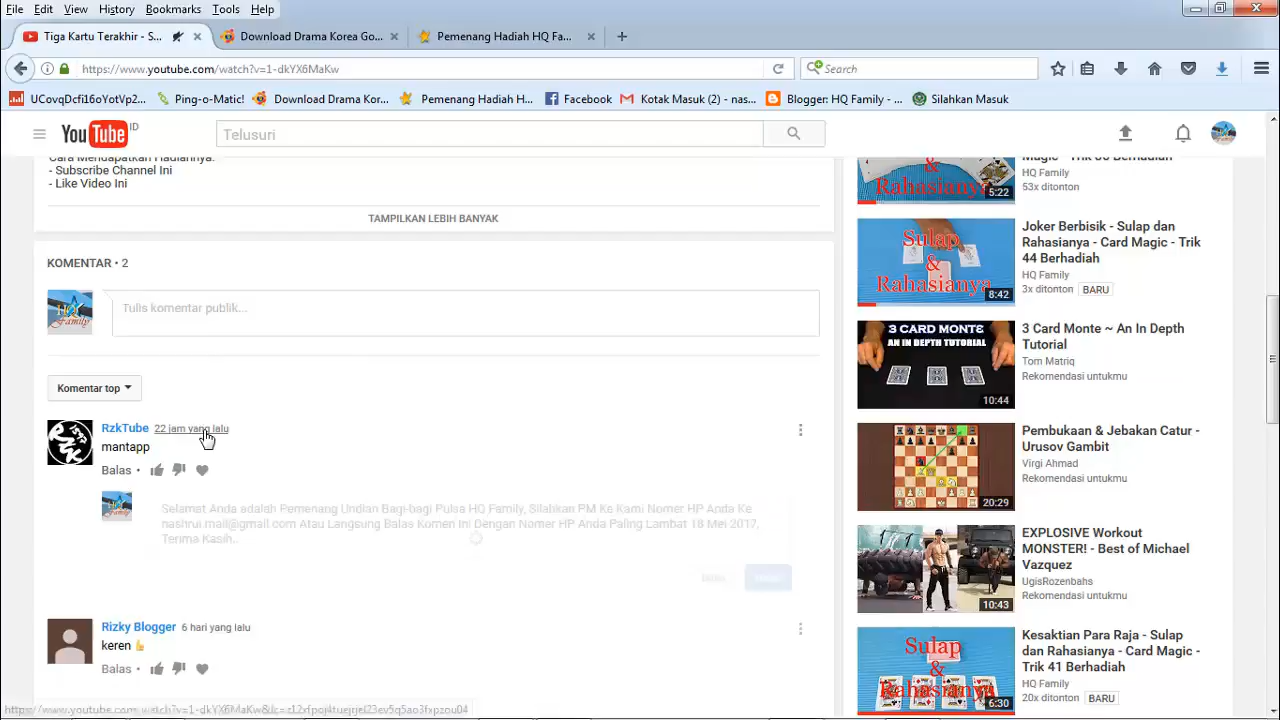 File Edit View History Bookmarks Tools Help
Tiga Kartu Terakhir - S...
Download Drama Korea Go...
Pemenang Hadiah HQ Fa...
https://www.youtube.com/watch?v=1-dkYX6MaKw
Search
UCovqDcfi16oYotVp2...
Ping-o-Matic!
Download Drama Kor...
Pemenang Hadiah H...
Facebook
Kotak Masuk (2) - nas...
Blogger: HQ Family - ...
Silahkan Masuk
YouTube ID
Telusuri
Cara Mendapatkan Hadiahnya:
- Subscribe Channel Ini
- Like Video Ini
TAMPILKAN LEBIH BANYAK
KOMENTAR • 2
HQ Family
Tulis komentar publik...
Komentar top
RzkTube 22 jam yang lalu
mantapp
Balas •
Selamat Anda adalah Pemenang Undian Bagi-bagi Pulsa HQ Family, Silahkan PM Ke Kami Nomer HP Anda Ke
nashrul.mail@gmail.com Atau Langsung Balas Komen Ini Dengan Nomer HP Anda Paling Lambat 18 Mei 2017,
Terima Kasih..
Batal
Rizky Blogger 6 hari yang lalu
keren
Balas •
& Rahasianya
5:22
Magic - Trik 30 Berhadiah
HQ Family
53x ditonton
Sulap & Rahasianya
8:42
Joker Berbisik - Sulap dan
Rahasianya - Card Magic - Trik
44 Berhadiah
HQ Family
3x ditonton BARU
3 CARD MONTE
AN IN DEPTH TUTORIAL
10:44
3 Card Monte ~ An In Depth
Tutorial
Tom Matriq
Rekomendasi untukmu
20:29
Pembukaan & Jebakan Catur -
Urusov Gambit
Virgi Ahmad
Rekomendasi untukmu
10:43
EXPLOSIVE Workout
MONSTER! - Best of Michael
Vazquez
UgisRozenbahs
Rekomendasi untukmu
Sulap & Rahasianya
6:30
Kesaktian Para Raja - Sulap
dan Rahasianya - Card Magic -
Trik 41 Berhadiah
HQ Family
20x ditonton BARU